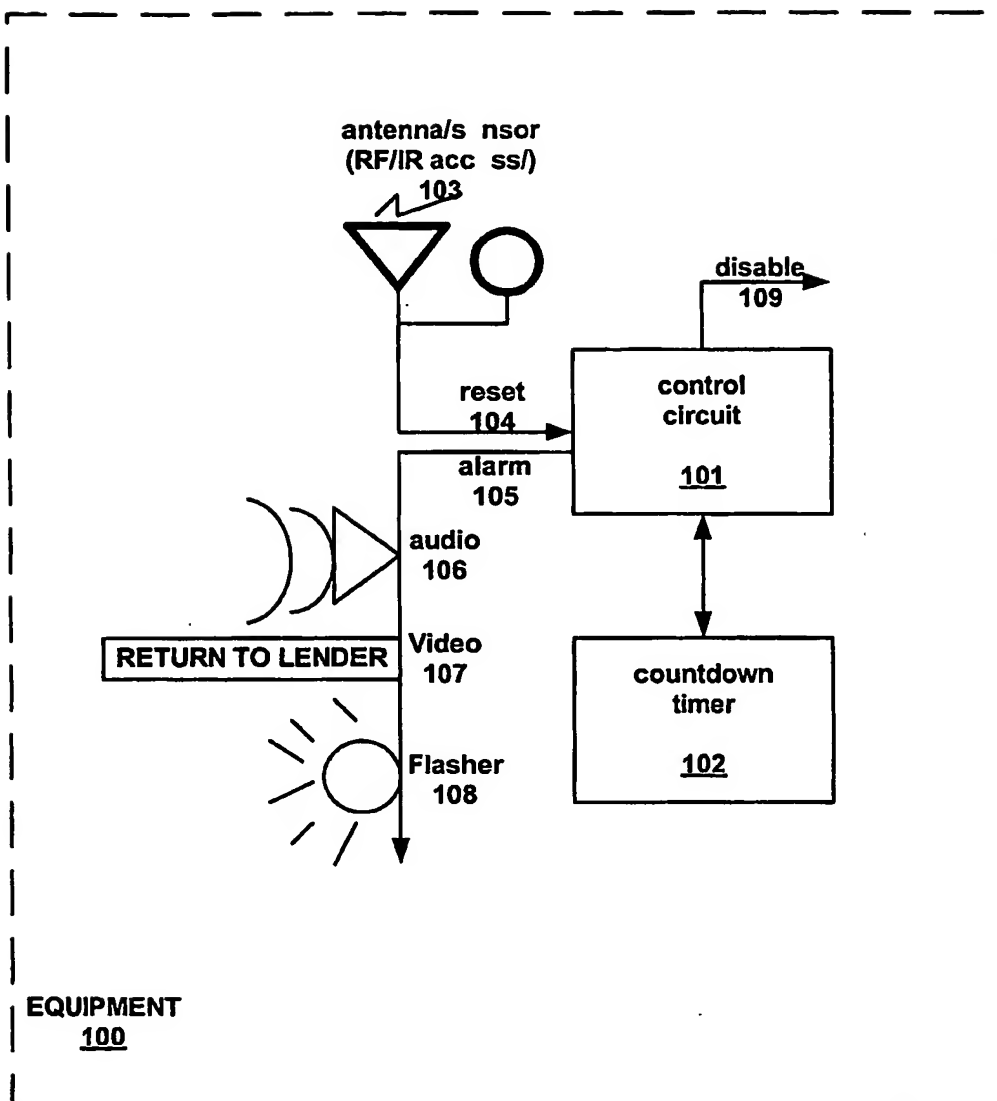 antenna/s nsor
(RF/IR acc ss/)
103
disable
109
control
circuit
101
reset
104
alarm
105
audio
106
Video
107
RETURN TO LENDER
countdown
timer
102
Flasher
108
EQUIPMENT
100